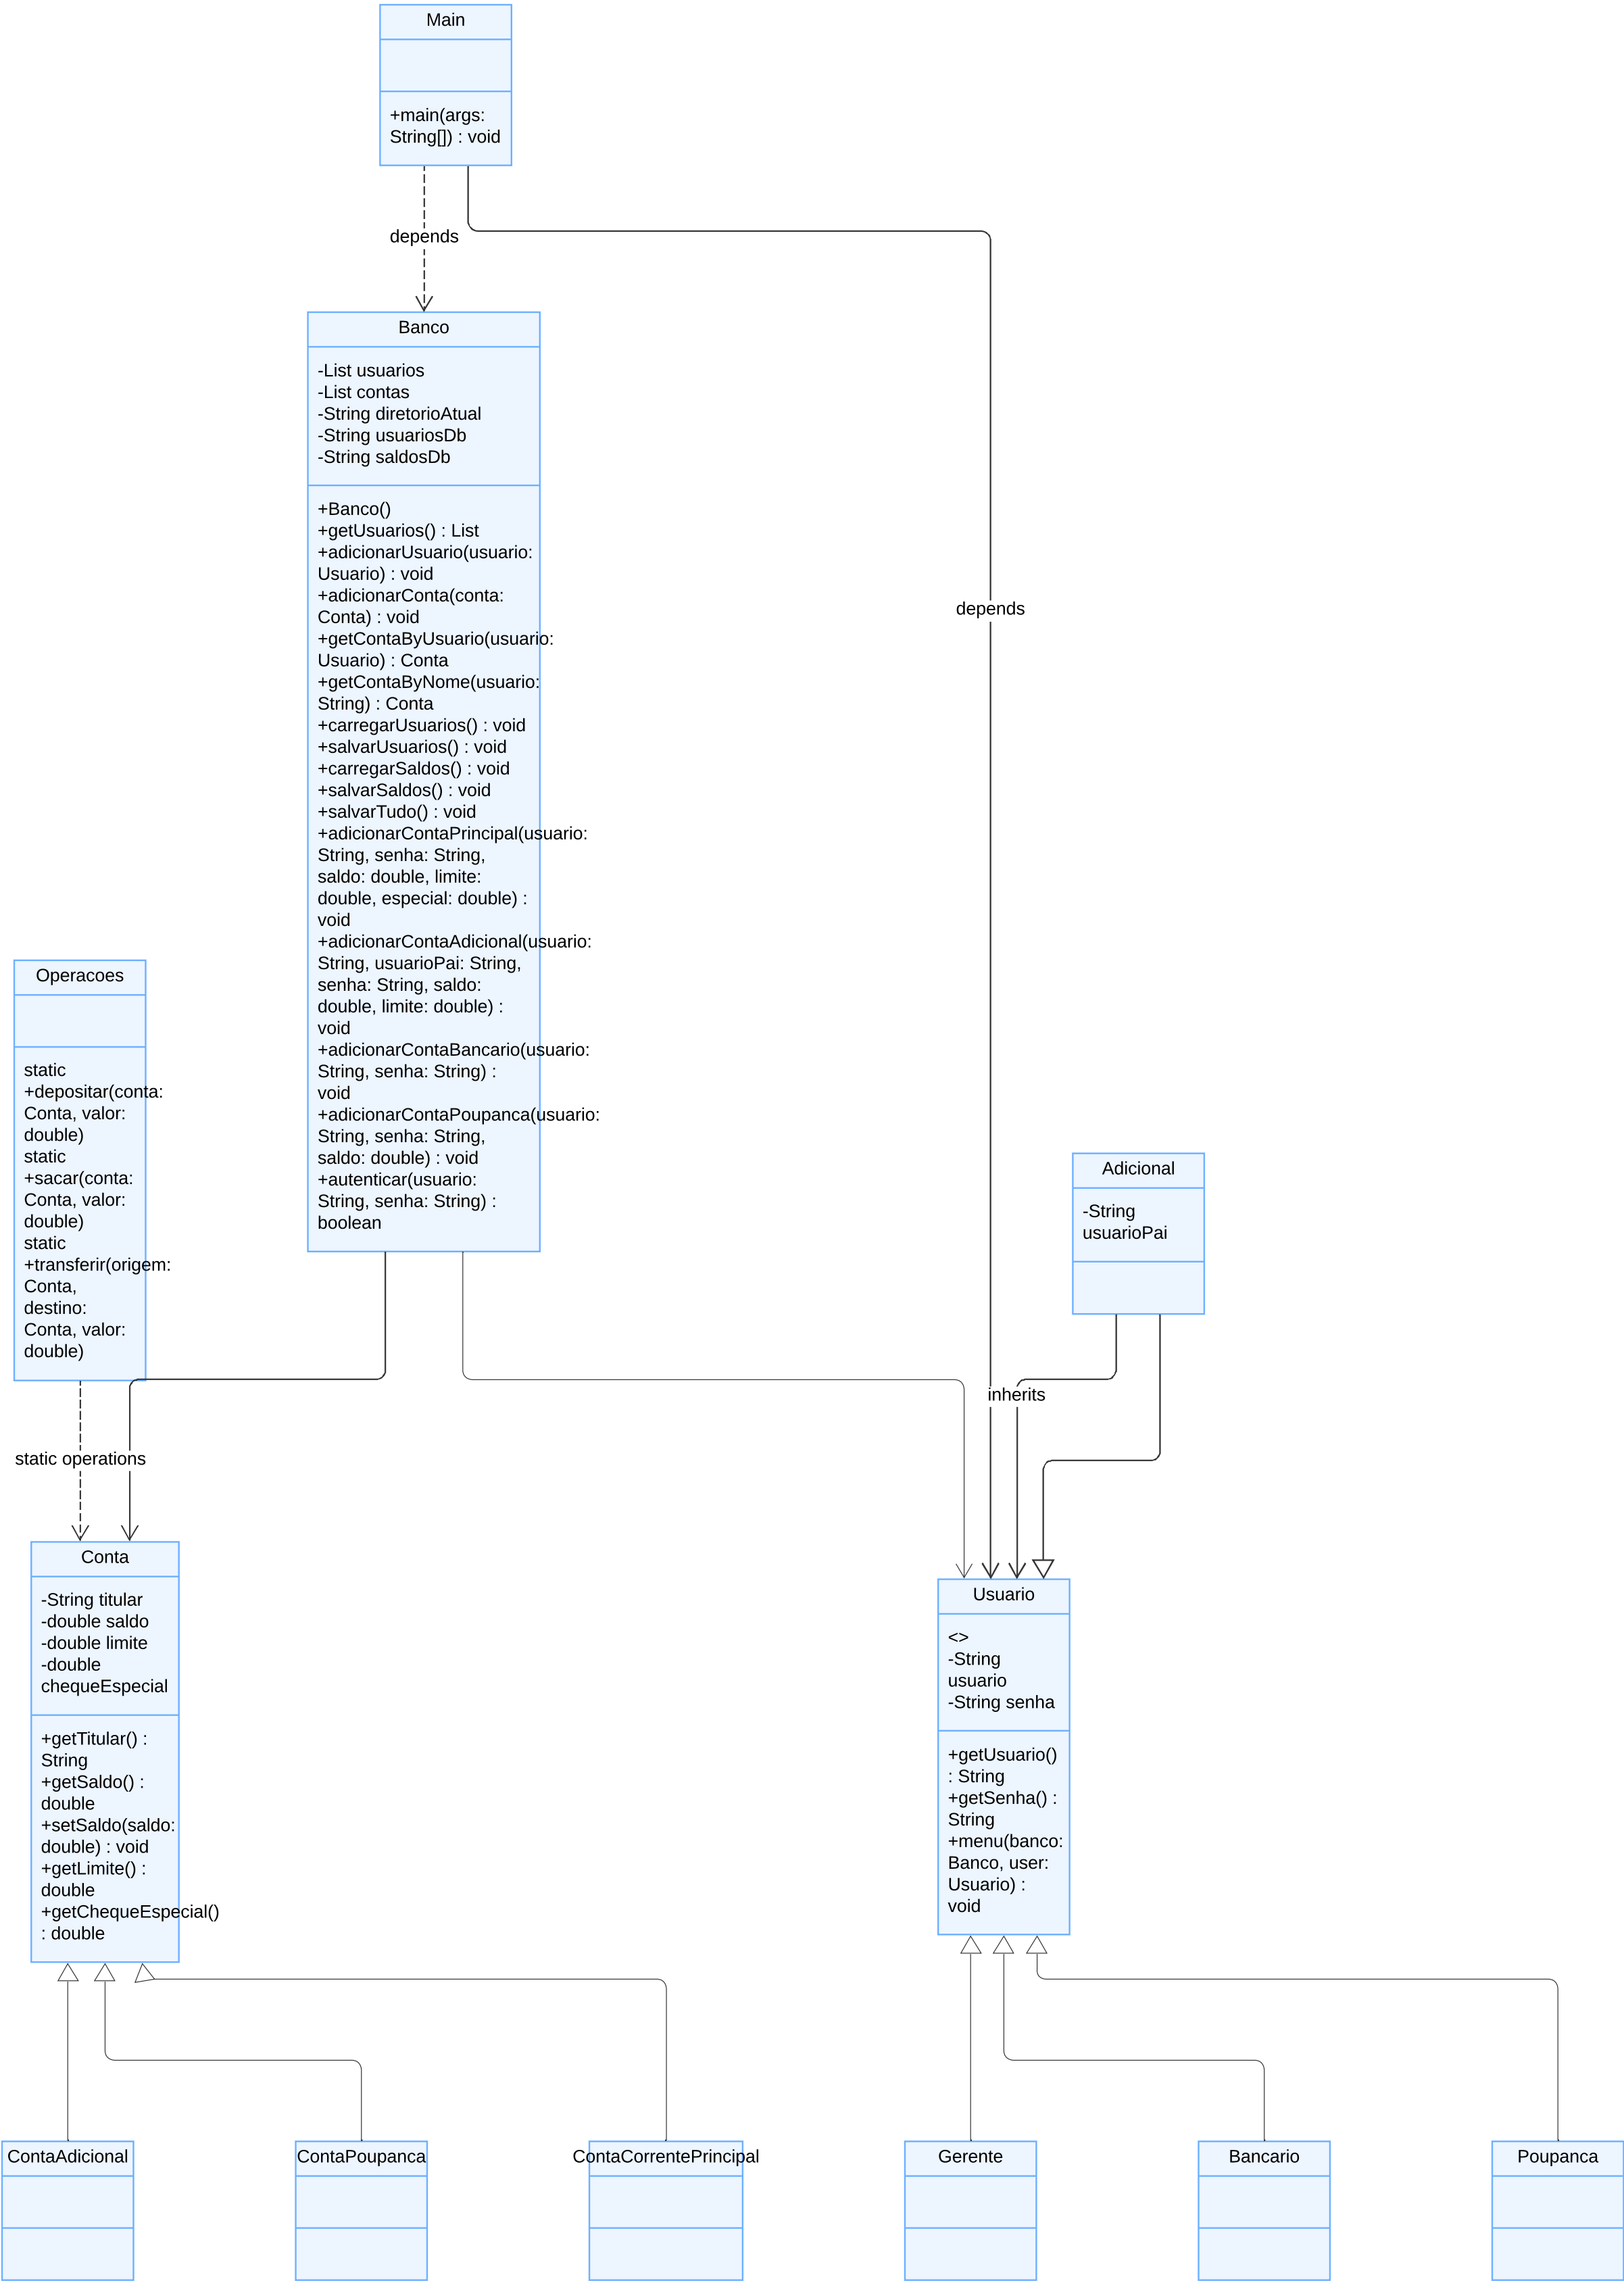 Main
+main(args:
String[]) : void
depends
Banco
-List usuarios
-List contas
-String diretorioAtual
-String usuariosDb
-String saldosDb
+Banco()
+getUsuarios() : List
+adicionarUsuario(usuario:
Usuario) : void
+adicionarConta(conta:
Conta) : void
+getContaByUsuario(usuario:
Usuario) : Conta
+getContaByNome(usuario:
String) : Conta
+carregarUsuarios() : void
+salvarUsuarios() : void
+carregarSaldos() : void
+salvarSaldos() : void
+salvarTudo() : void
+adicionarContaPrincipal(usuario:
String, senha: String,
saldo: double, limite:
double, especial: double) :
void
+adicionarContaAdicional(usuario:
String, usuarioPai: String,
senha: String, saldo:
double, limite: double) :
void
+adicionarContaBancario(usuario:
String, senha: String) :
void
+adicionarContaPoupanca(usuario:
String, senha: String,
saldo: double) : void
+autenticar(usuario:
String, senha: String) :
boolean
depends
Operacoes
static
+depositar(conta:
Conta, valor:
double)
static
+sacar(conta:
Conta, valor:
double)
static
+transferir(origem:
Conta,
destino:
Conta, valor:
double)
Adicional
-String
usuarioPai
inherits
static operations
Conta
-String titular
-double saldo
-double limite
-double
chequeEspecial
+getTitular() :
String
+getSaldo() :
double
+setSaldo(saldo:
double) : void
+getLimite() :
double
+getChequeEspecial()
: double
Usuario
<>
-String
usuario
-String senha
+getUsuario()
: String
+getSenha() :
String
+menu(banco:
Banco, user:
Usuario) :
void
ContaAdicional
ContaPoupanca
ContaCorrentePrincipal
Gerente
Bancario
Poupanca